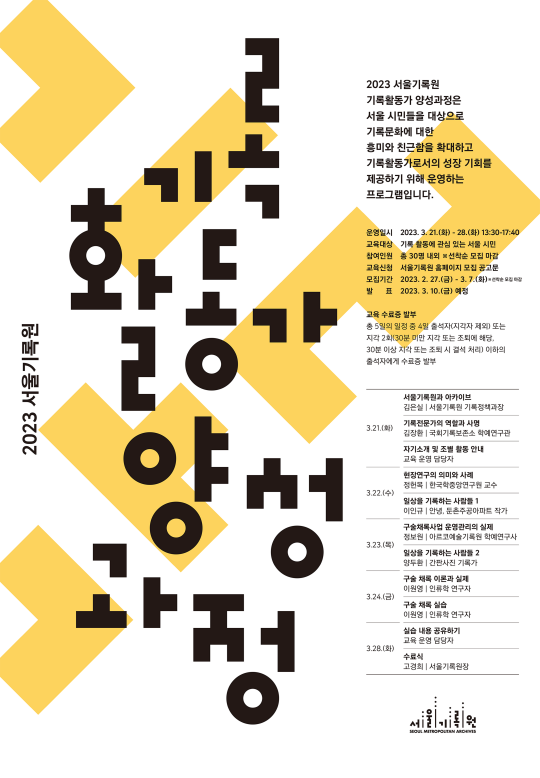 기록
활동가
양성
과정
2023 서울기록원
2023 서울기록원
기록활동가 양성과정은
서울 시민들을 대상으로
기록문화에 대한
흥미와 친근함을 확대하고
기록활동가로서의 성장 기회를
제공하기 위해 운영하는
프로그램입니다.
운영일시 2023. 3. 21.(화) - 28.(화) 13:30-17:40
교육대상 기록 활동에 관심 있는 서울 시민
참여인원 총 30명 내외 ※선착순 모집 마감
교육신청 서울기록원 홈페이지 모집 공고문
모집기간 2023. 2. 27.(금) - 3. 7.(화)※선착순 모집 마감
발 표 2023. 3. 10.(금) 예정
교육 수료증 발부
총 5일의 일정 중 4일 출석자(지각자 제외) 또는
지각 2회(30분 미만 지각 또는 조퇴에 해당,
30분 이상 지각 또는 조퇴 시 결석 처리) 이하의
출석자에게 수료증 발부
3.21.(화)
서울기록원과 아카이브
김은실 | 서울기록원 기록정책과장
기록전문가의 역할과 사명
김장환 | 국회기록보존소 학예연구관
자기소개 및 조별 활동 안내
교육 운영 담당자
3.22.(수)
현장연구의 의미와 사례
정헌목 | 한국학중앙연구원 교수
일상을 기록하는 사람들 1
이인규 | 안녕, 둔촌주공아파트 작가
3.23.(목)
구술채록사업 운영관리의 실제
정보원 | 아르코예술기록원 학예연구사
일상을 기록하는 사람들 2
양두환 | 간판사진 기록가
3.24.(금)
구술 채록 이론과 실제
이원영 | 인류학 연구자
구술 채록 실습
이원영 | 인류학 연구자
3.28.(화)
실습 내용 공유하기
교육 운영 담당자
수료식
고경희 | 서울기록원장
서울기록원
SEOUL METROPOLITAN ARCHIVES